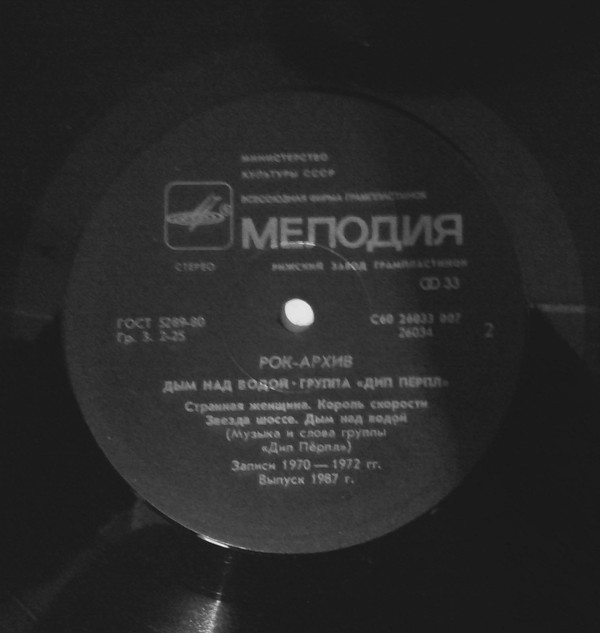 МИНИСТЕРСТВО
КУЛЬТУРЫ СССР
ВСЕСОЮЗНАЯ ФИРМА ГРАМПЛАСТИНОК
МЕЛОДИЯ
СТЕРЕО
РИЖСКИЙ ЗАВОД ГРАМПЛАСТИНОК
33
ГОСТ 5289-80
Гр. 3. 2-25
С60 26033 007
26034
2
РОК-АРХИВ
ДЫМ НАД ВОДОЙ · ГРУППА «ДИП ПЁРПЛ»
Странная женщина. Король скорости
Звезда шоссе. Дым над водой
(Музыка и слова группы
«Дип Пёрпл»)
Записи 1970 — 1972 гг.
Выпуск 1987 г.